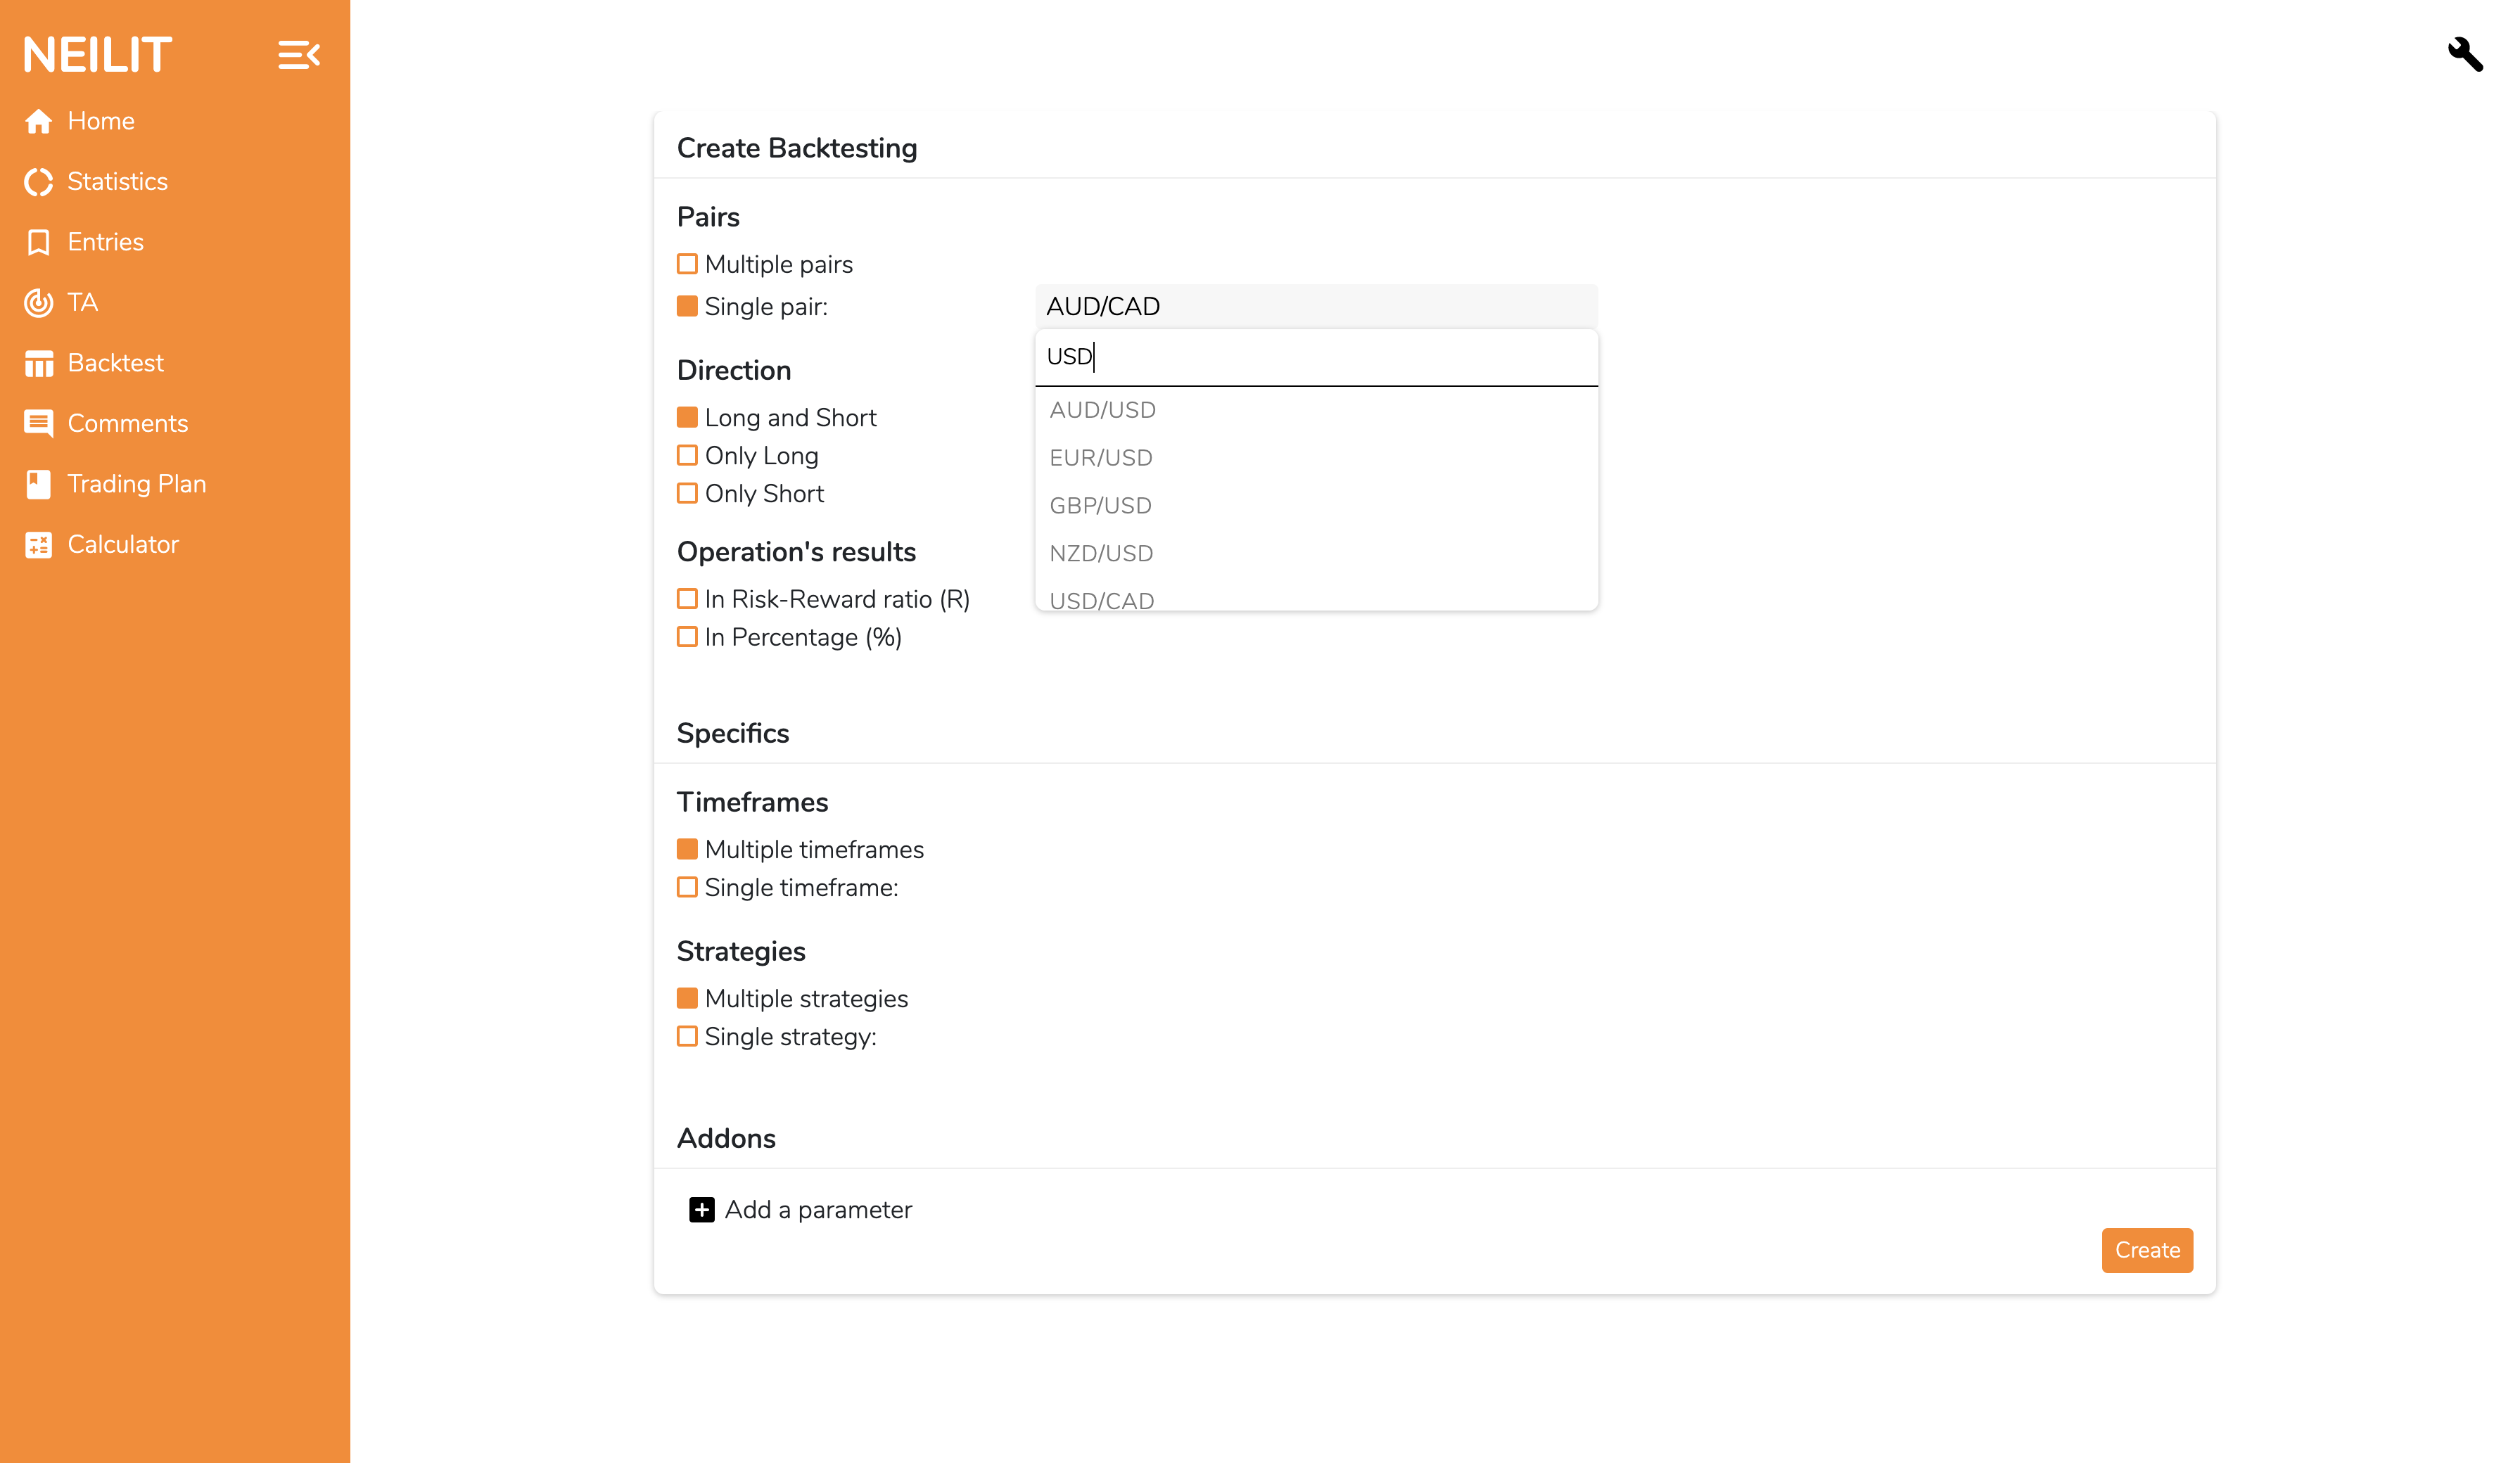 NEILIT
Home
Statistics
Entries
TA
Backtest
Comments
Trading Plan
Calculator
Create Backtesting
Pairs
Multiple pairs
Single pair: AUD/CAD
USD
AUD/USD
EUR/USD
GBP/USD
NZD/USD
USD/CAD
Direction
Long and Short
Only Long
Only Short
Operation's results
In Risk-Reward ratio (R)
In Percentage (%)
Specifics
Timeframes
Multiple timeframes
Single timeframe:
Strategies
Multiple strategies
Single strategy:
Addons
Add a parameter
Create